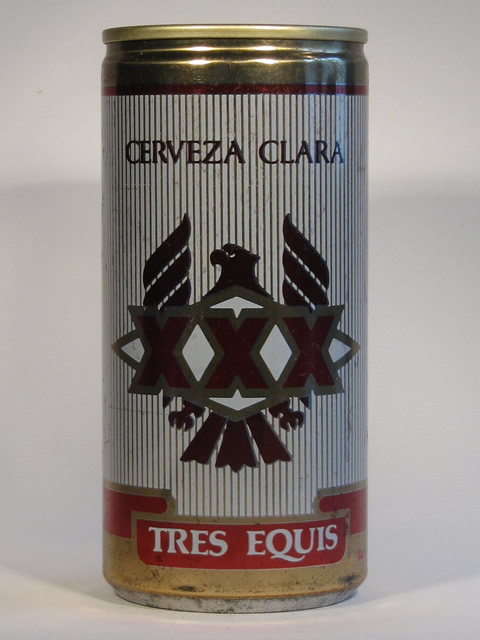 CERVEZA CLARA
XXX
TRES EQUIS